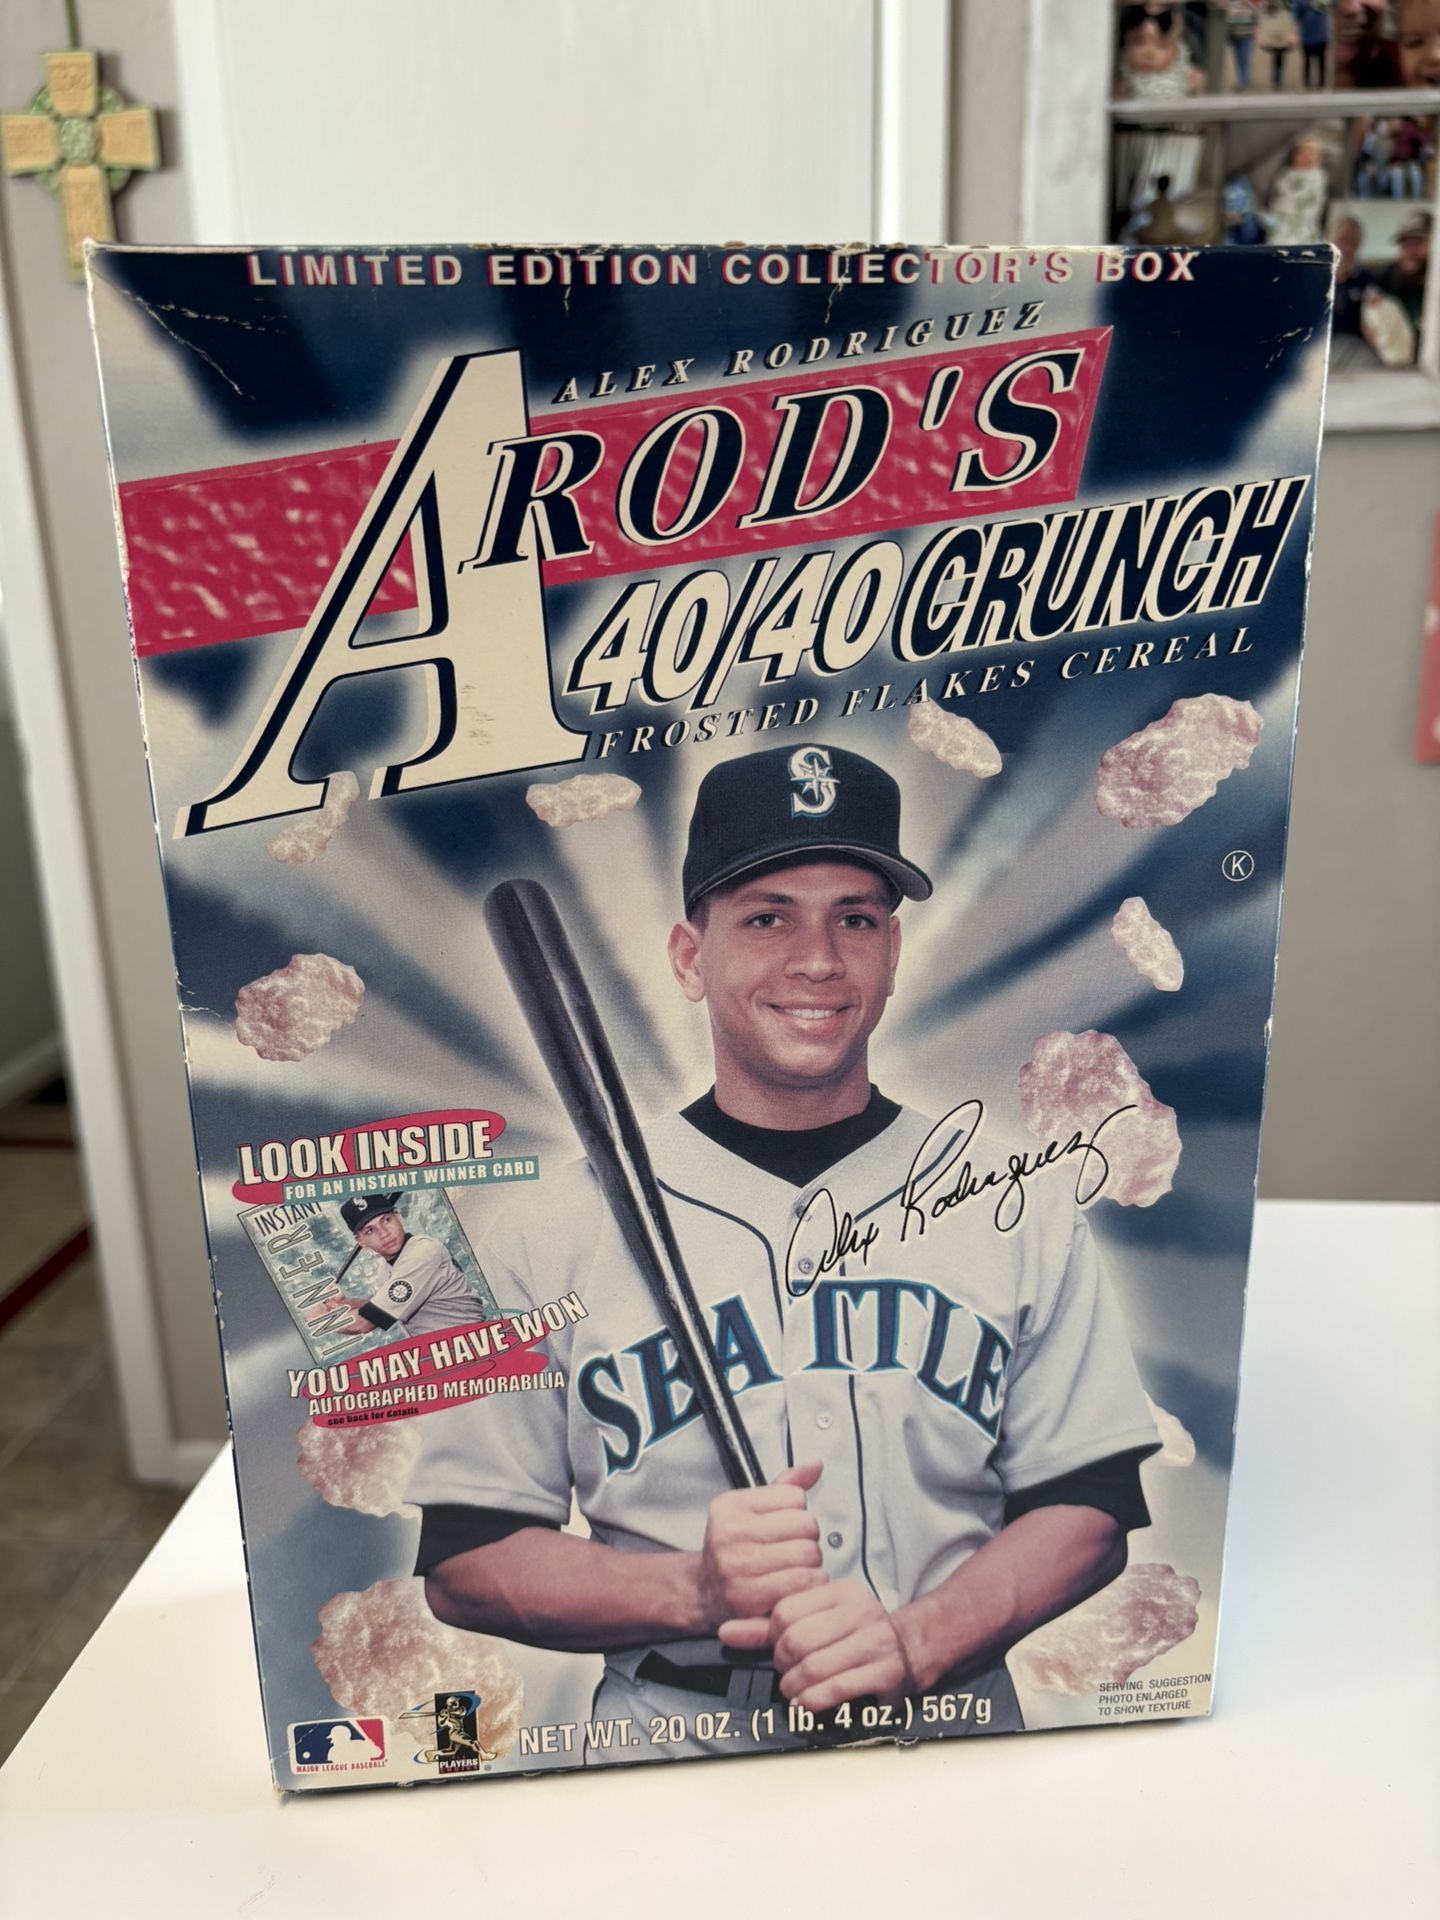 LIMITED EDITION COLLECTOR'S BOX
ALEX RODRIGUEZ
AROD'S
40/40 CRUNCH
FROSTED FLAKES CEREAL
K
LOOK INSIDE
FOR AN INSTANT WINNER CARD
INSTANT
WINNER
YOU MAY HAVE WON
AUTOGRAPHED MEMORABILIA
see back for details
S
Alex Rodriguez
SEATTLE
SERVING SUGGESTION
PHOTO ENLARGED
TO SHOW TEXTURE
NET WT. 20 OZ. (1 lb. 4 oz.) 567g
MAJOR LEAGUE BASEBALL
PLAYERS
CHOICE